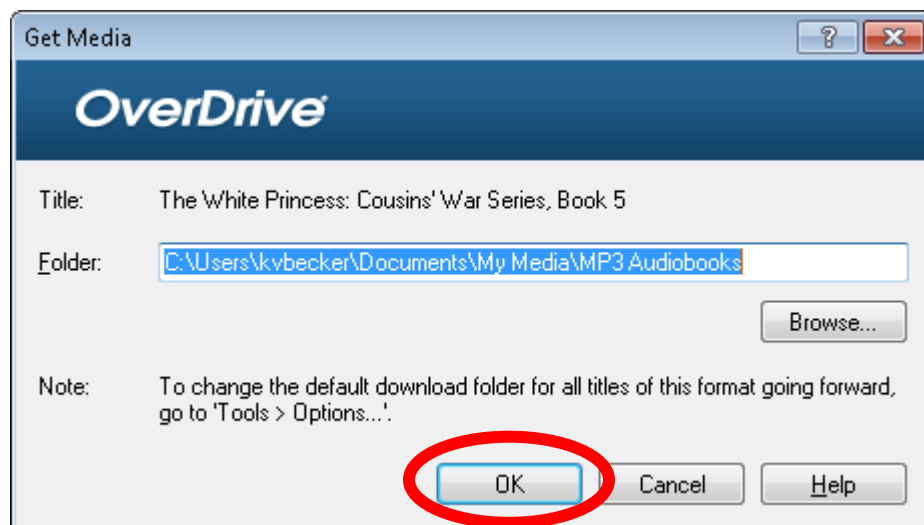 Get Media
OverDrive
Title: The White Princess: Cousins' War Series, Book 5
Folder: C:\Users\kvbecker\Documents\My Media\MP3 Audiobooks
Browse...
Note: To change the default download folder for all titles of this format going forward,
go to 'Tools > Options...'.
OK Cancel Help